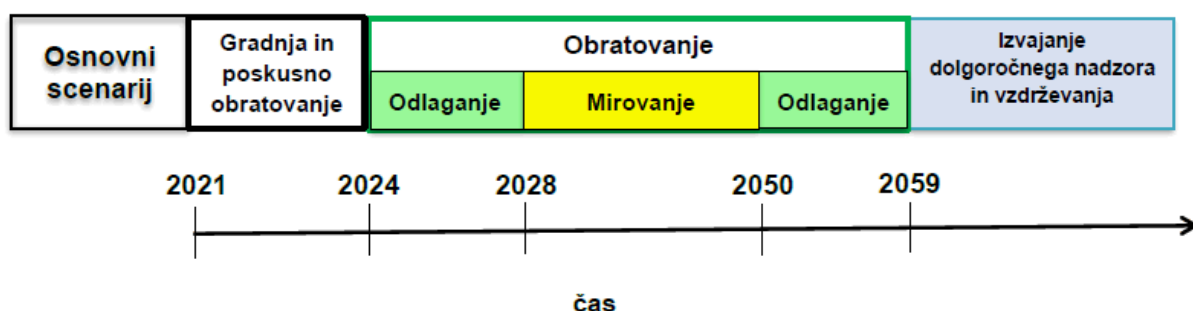 Osnovni
scenarij
Gradnja in
poskusno
obratovanje
Obratovanje
Odlaganje
Mirovanje
Odlaganje
Izvajanje
dolgoročnega nadzora
in vzdrževanja
2021
2024
2028
2050
2059
čas